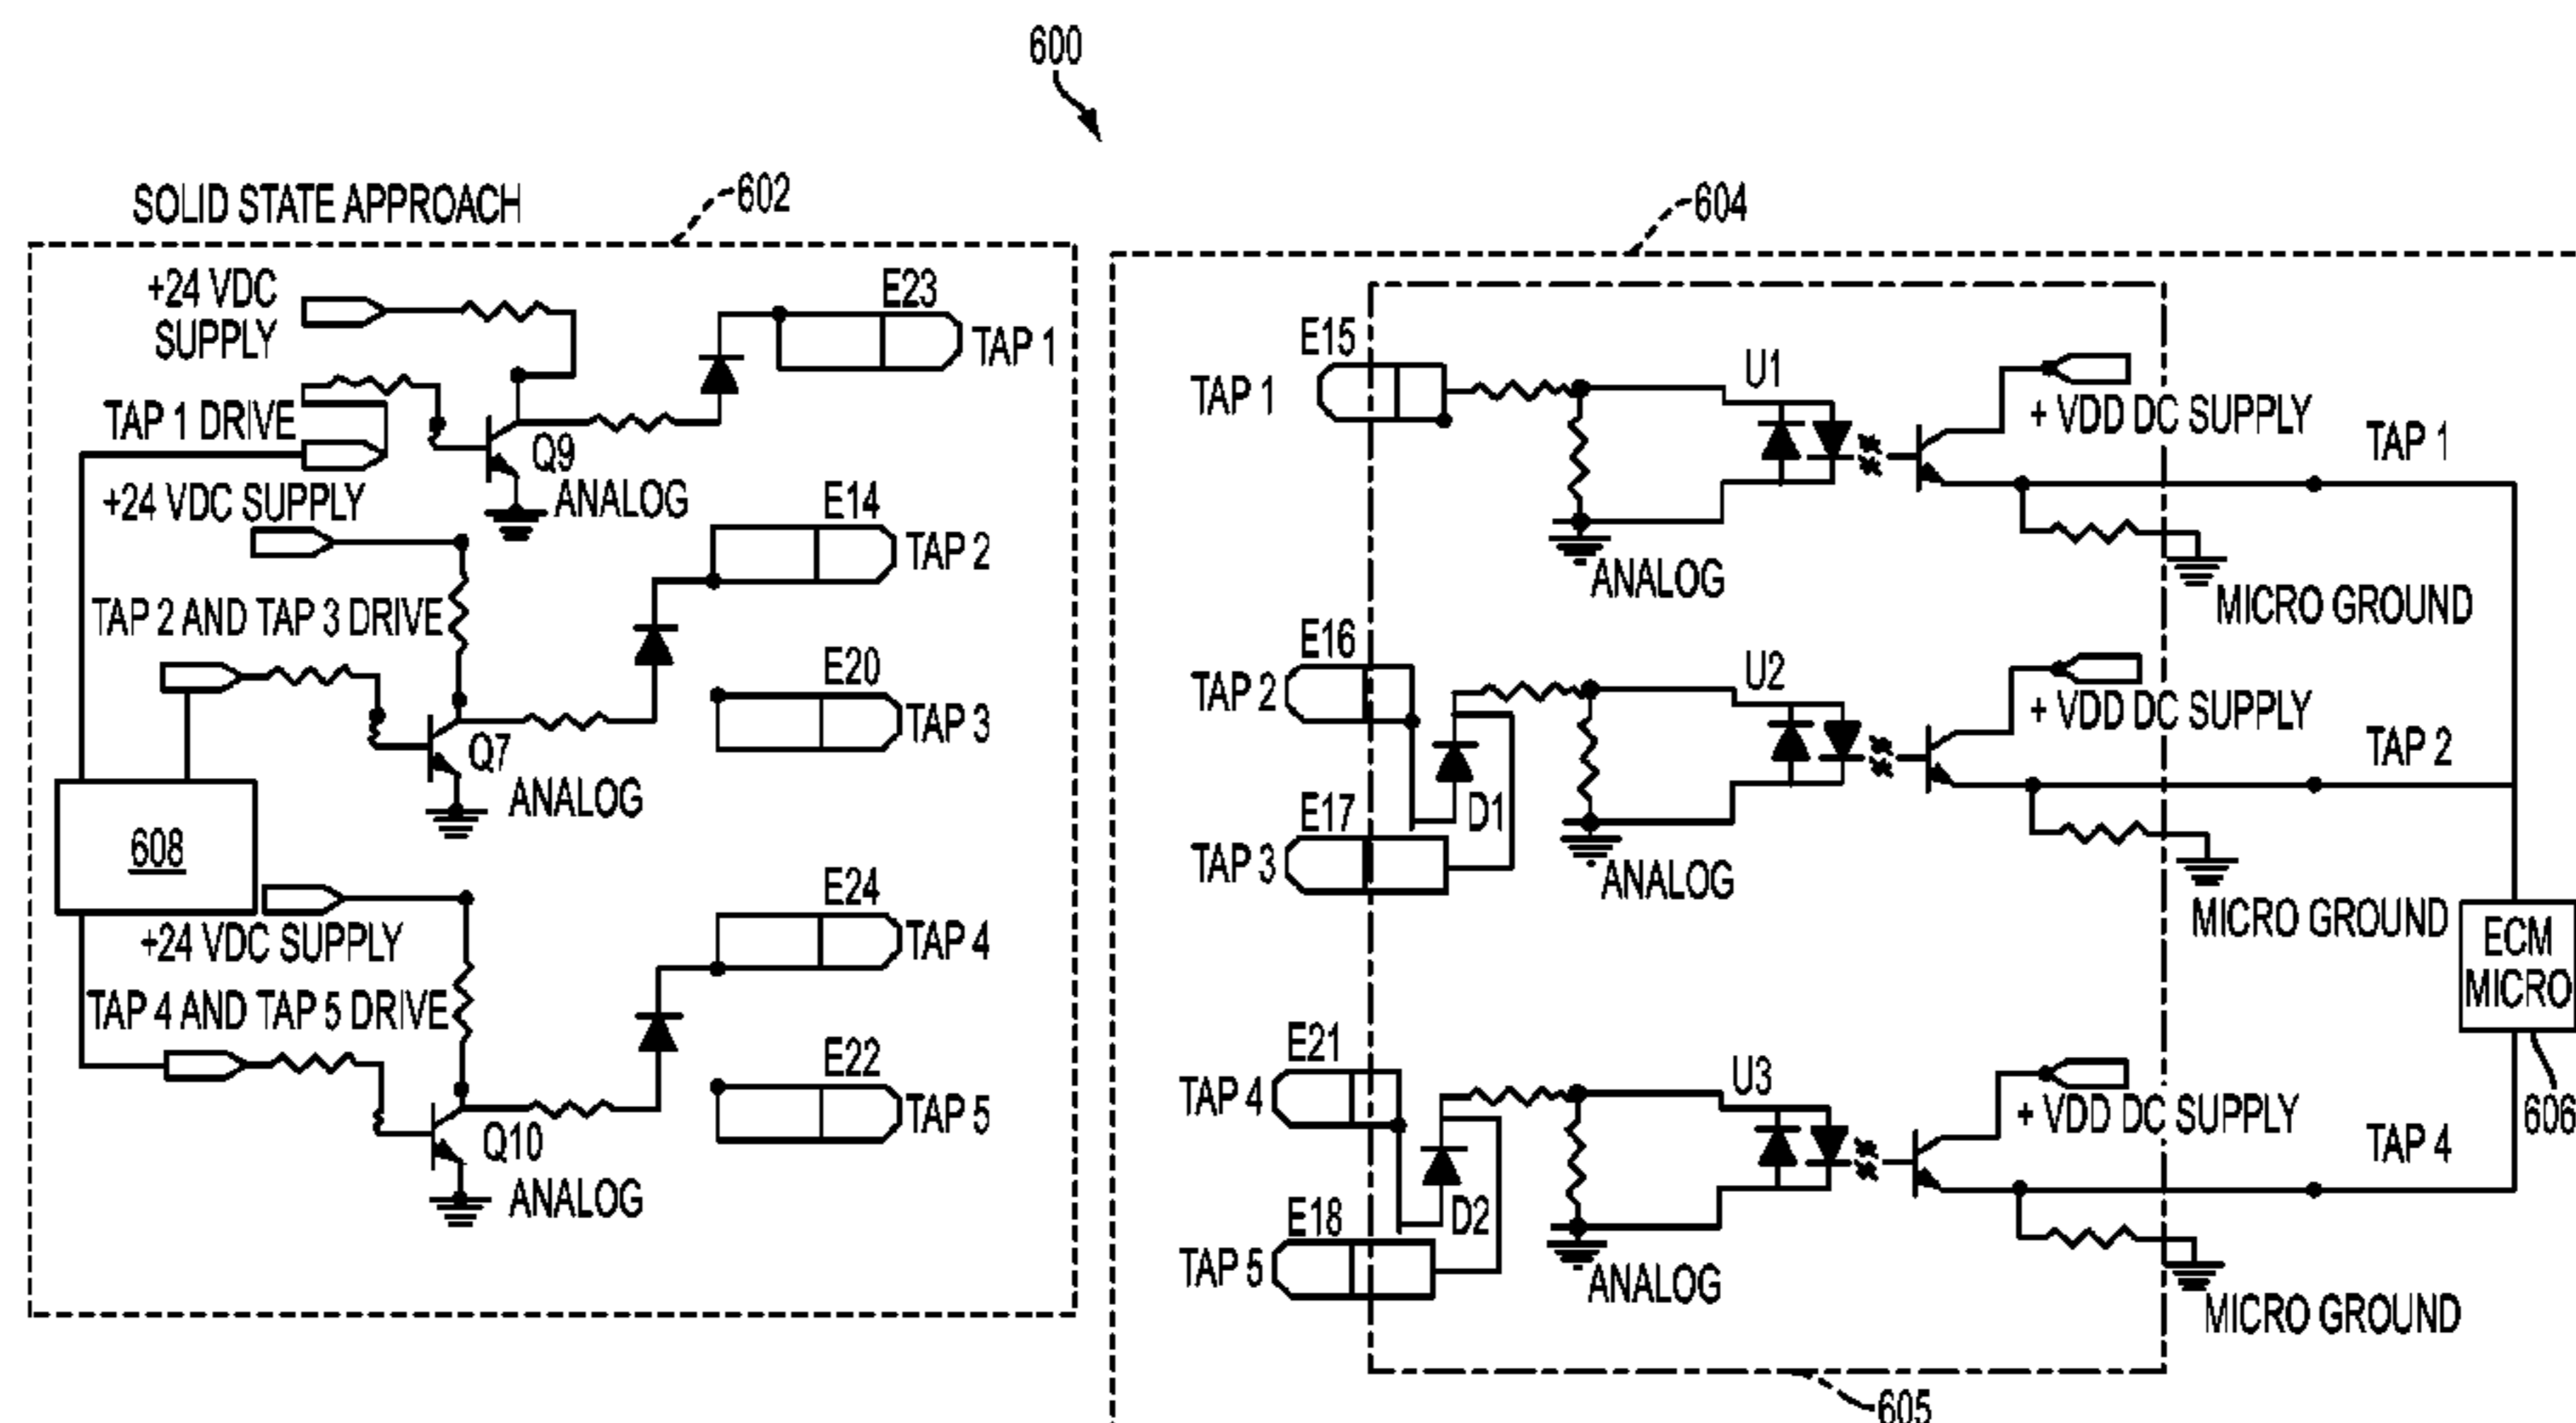 600
SOLID STATE APPROACH
602
+24 VDC
SUPPLY
E23
TAP 1
TAP 1 DRIVE
Q9
ANALOG
+24 VDC SUPPLY
E14
TAP 2
TAP 2 AND TAP 3 DRIVE
E20
TAP 3
Q7
ANALOG
608
+24 VDC SUPPLY
E24
TAP 4
TAP 4 AND TAP 5 DRIVE
E22
TAP 5
Q10
ANALOG
604
E15
TAP 1
U1
+ VDD DC SUPPLY
TAP 1
ANALOG
MICRO GROUND
E16
TAP 2
U2
+ VDD DC SUPPLY
TAP 2
D1
E17
TAP 3
ANALOG
MICRO GROUND
ECM
MICRO
606
E21
TAP 4
U3
+ VDD DC SUPPLY
TAP 4
D2
E18
TAP 5
ANALOG
MICRO GROUND
605